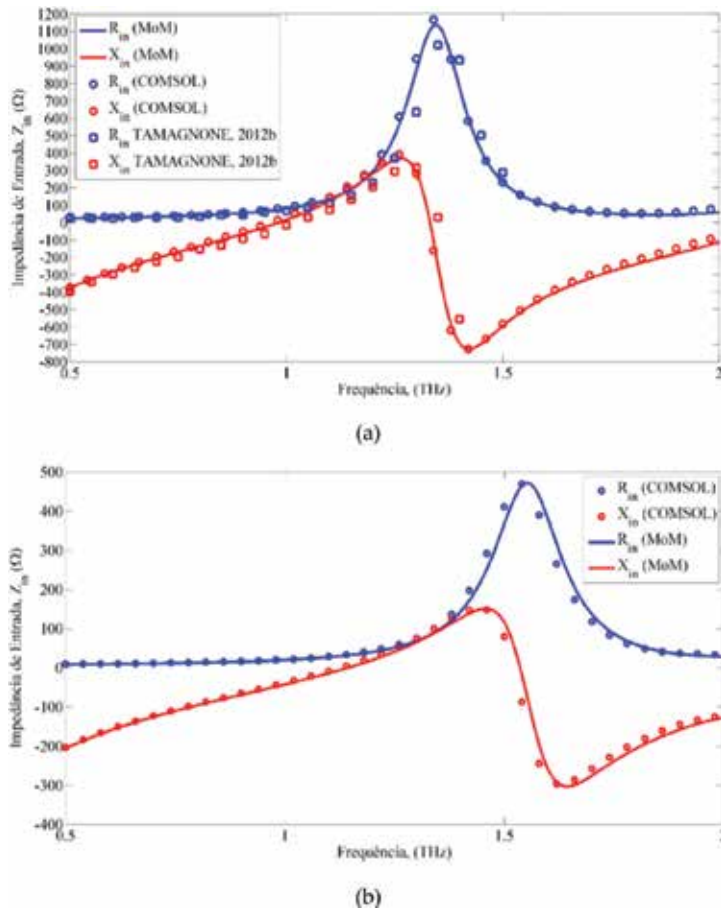 1200
1100
1000
900
800
700
600
500
400
300
200
100
0
-100
-200
-300
-400
-500
-600
-700
-800
Impedância de Entrada, Z_in (Ω)
R_in (MoM)
X_in (MoM)
R_in (COMSOL)
X_in (COMSOL)
R_in TAMAGNONE, 2012b
X_in TAMAGNONE, 2012b
0.5 1 1.5 2
Frequência, (THz)
(a)
500
400
300
200
100
0
-100
-200
-300
-400
Impedância de Entrada, Z_in (Ω)
R_in (COMSOL)
X_in (COMSOL)
R_in (MoM)
X_in (MoM)
0.5 1 1.5 2
Frequência, (THz)
(b)